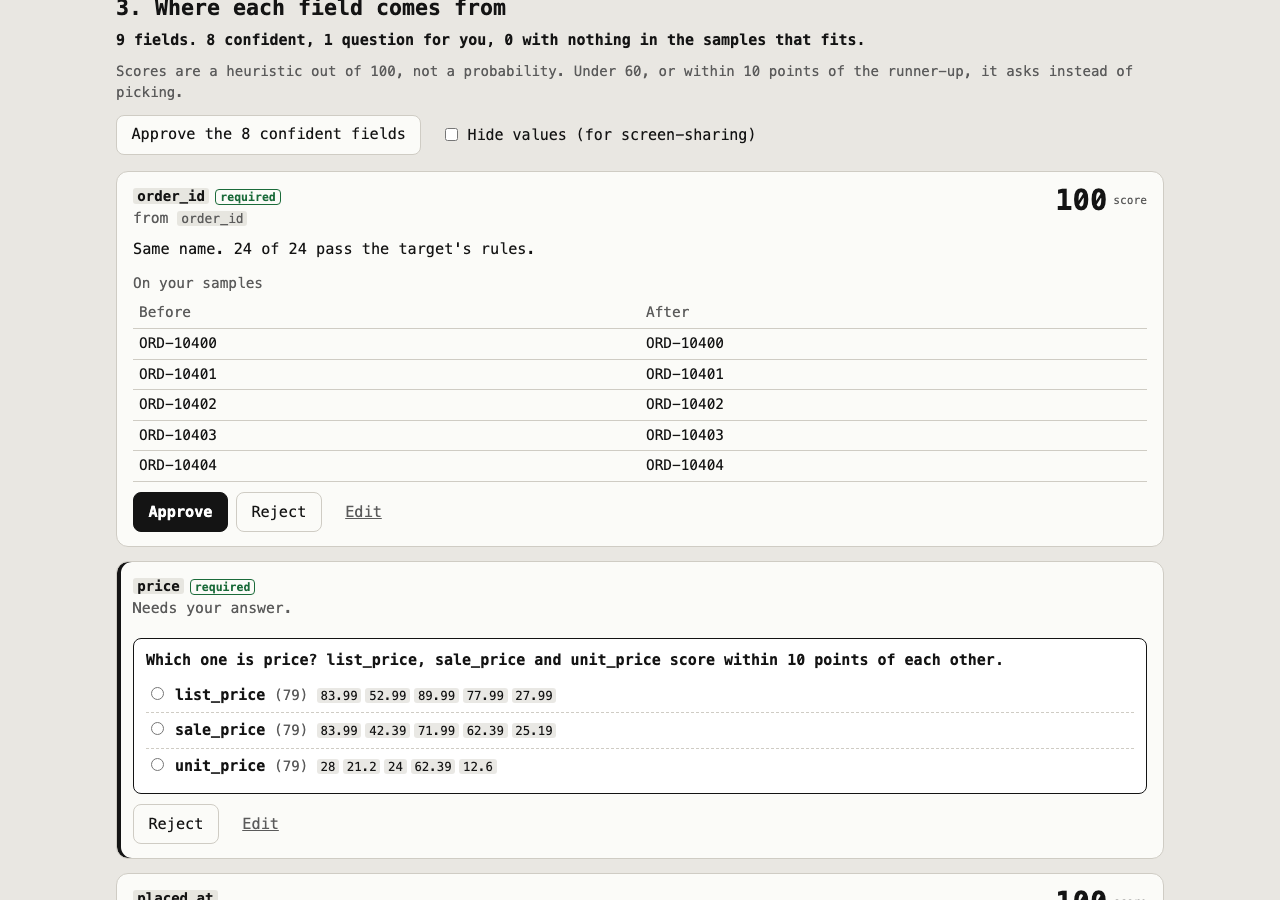 3. Where each field comes from
9 fields. 8 confident, 1 question for you, 0 with nothing in the samples that fits.
Scores are a heuristic out of 100, not a probability. Under 60, or within 10 points of the runner-up, it asks instead of
picking.
Approve the 8 confident fields Hide values (for screen-sharing)
order_id required 100 score
from order_id
Same name. 24 of 24 pass the target's rules.
On your samples
Before After
ORD-10400 ORD-10400
ORD-10401 ORD-10401
ORD-10402 ORD-10402
ORD-10403 ORD-10403
ORD-10404 ORD-10404
Approve Reject Edit
price required
Needs your answer.
Which one is price? list_price, sale_price and unit_price score within 10 points of each other.
list_price (79) 83.99 52.99 89.99 77.99 27.99
sale_price (79) 83.99 42.39 71.99 62.39 25.19
unit_price (79) 28 21.2 24 62.39 12.6
Reject Edit
placed_at 100 score